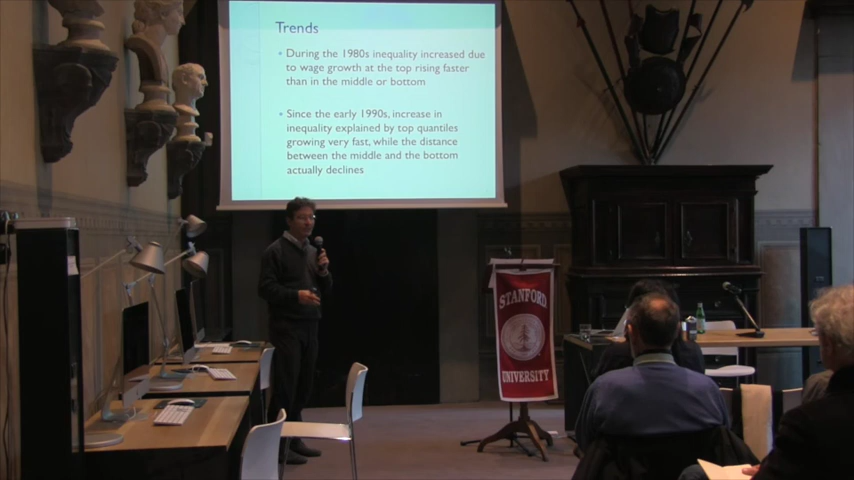 Trends
• During the 1980s inequality increased due
to wage growth at the top rising faster
than in the middle or bottom
• Since the early 1990s, increase in
inequality explained by top quantiles
growing very fast, while the distance
between the middle and the bottom
actually declines
STANFORD
UNIVERSITY